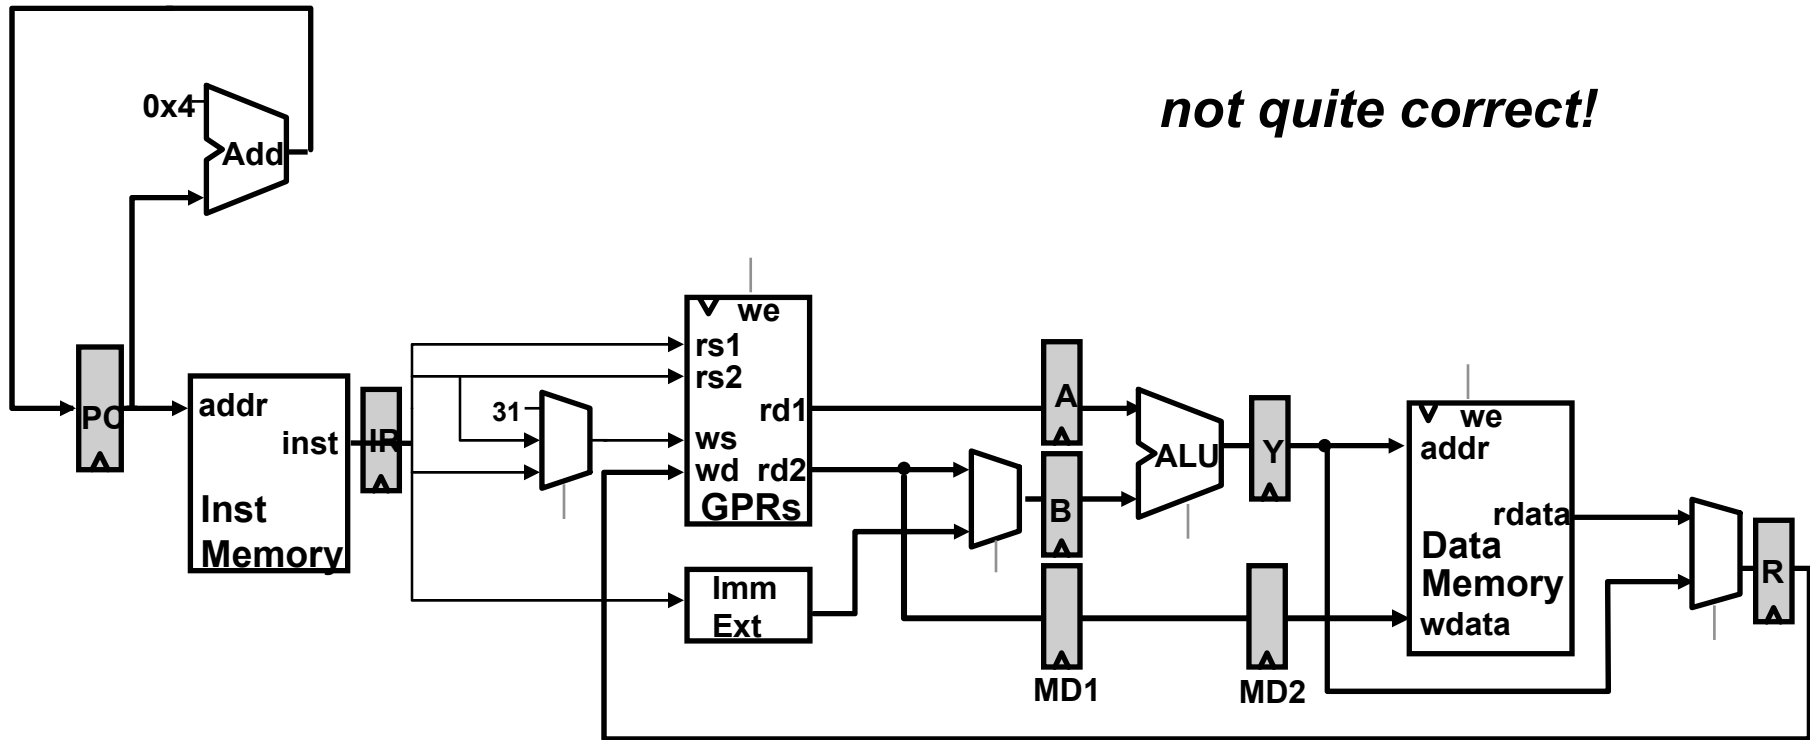 not quite correct!
0x4
Add
PC
addr
inst
Inst
Memory
IR
31
we
rs1
rs2
rd1
ws
wd rd2
GPRs
Imm
Ext
A
B
MD1
ALU
Y
MD2
we
addr
rdata
Data
Memory
wdata
R